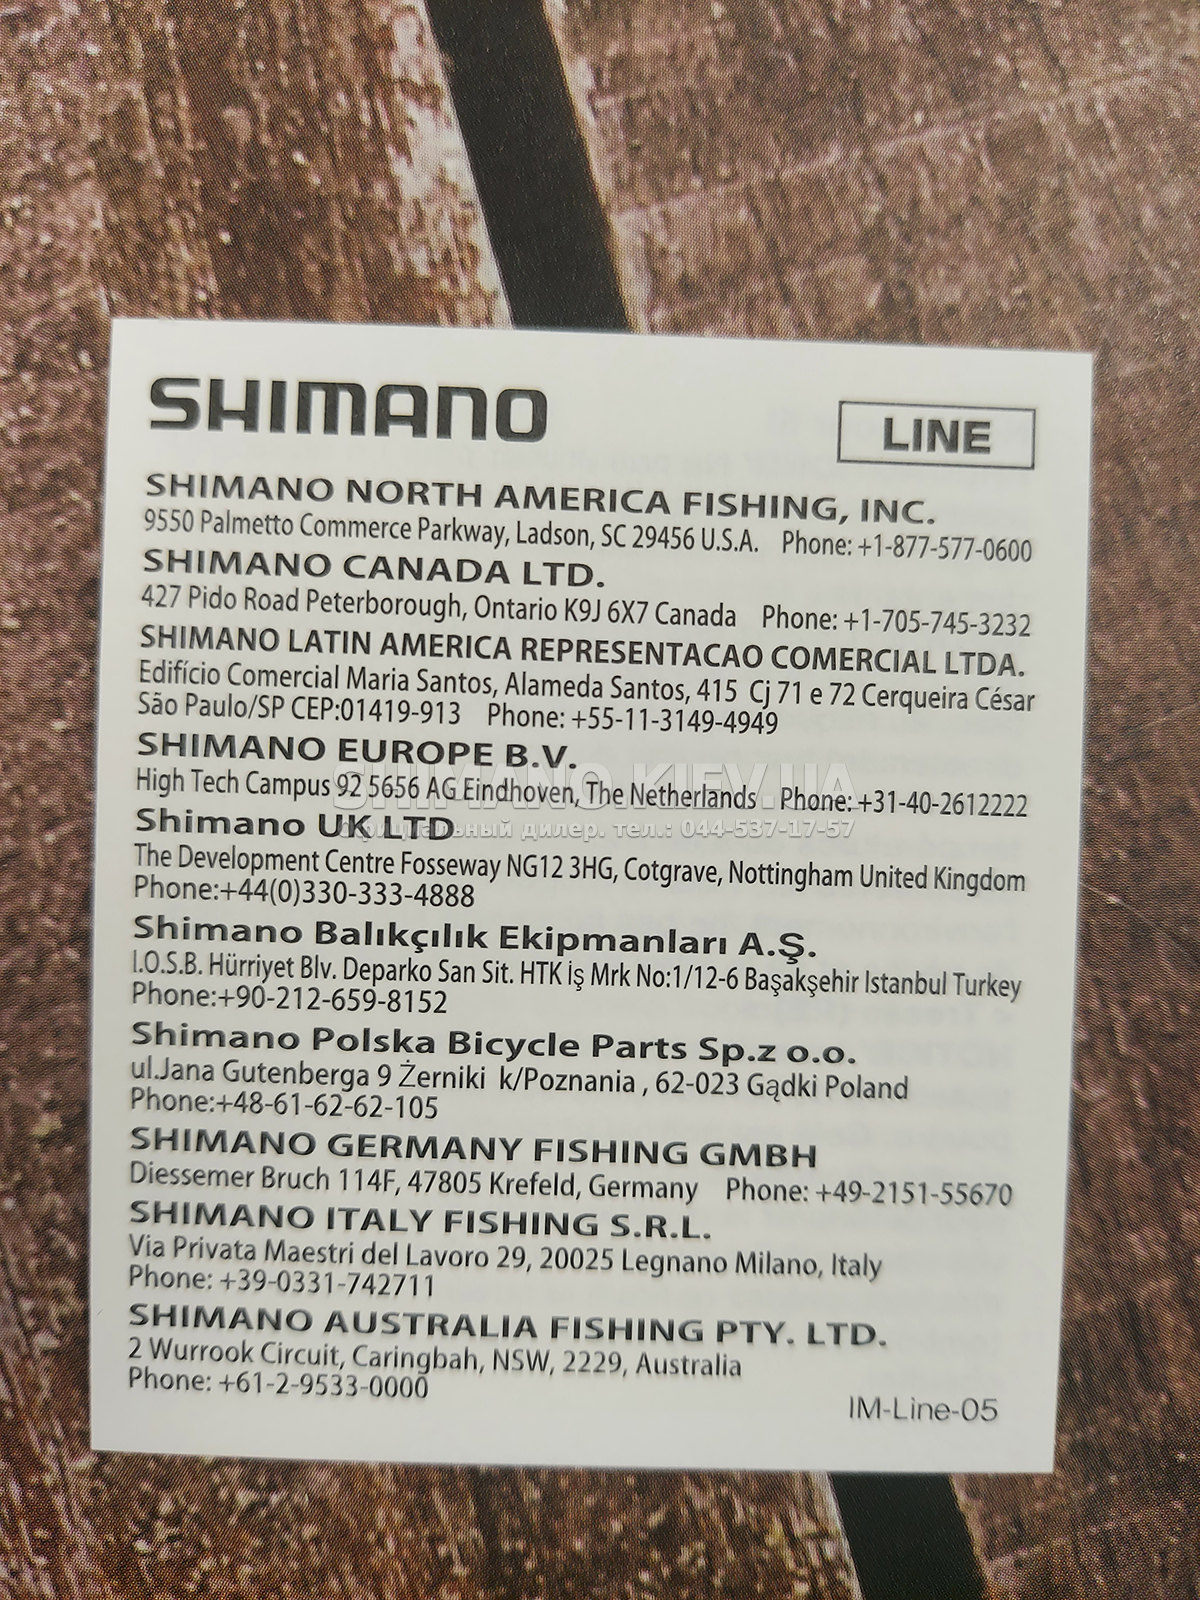 SHIMANO
LINE
SHIMANO NORTH AMERICA FISHING, INC.
9550 Palmetto Commerce Parkway, Ladson, SC 29456 U.S.A. Phone: +1-877-577-0600
SHIMANO CANADA LTD.
427 Pido Road Peterborough, Ontario K9J 6X7 Canada Phone: +1-705-745-3232
SHIMANO LATIN AMERICA REPRESENTACAO COMERCIAL LTDA.
Edifício Comercial Maria Santos, Alameda Santos, 415 Cj 71 e 72 Cerqueira César
São Paulo/SP CEP:01419-913 Phone: +55-11-3149-4949
SHIMANO EUROPE B.V.
High Tech Campus 92 5656 AG Eindhoven, The Netherlands Phone: +31-40-2612222
SHIMANO.KIEV.UA
Официальный дилер. тел.: 044-537-17-57
Shimano UK LTD
The Development Centre Fosseway NG12 3HG, Cotgrave, Nottingham United Kingdom
Phone:+44(0)330-333-4888
Shimano Balıkçılık Ekipmanları A.Ş.
I.O.S.B. Hürriyet Blv. Deparko San Sit. HTK İş Mrk No:1/12-6 Başakşehir Istanbul Turkey
Phone:+90-212-659-8152
Shimano Polska Bicycle Parts Sp.z o.o.
ul.Jana Gutenberga 9 Żerniki k/Poznania , 62-023 Gądki Poland
Phone:+48-61-62-62-105
SHIMANO GERMANY FISHING GMBH
Diessemer Bruch 114F, 47805 Krefeld, Germany Phone: +49-2151-55670
SHIMANO ITALY FISHING S.R.L.
Via Privata Maestri del Lavoro 29, 20025 Legnano Milano, Italy
Phone: +39-0331-742711
SHIMANO AUSTRALIA FISHING PTY. LTD.
2 Wurrook Circuit, Caringbah, NSW, 2229, Australia
Phone: +61-2-9533-0000
IM-Line-05